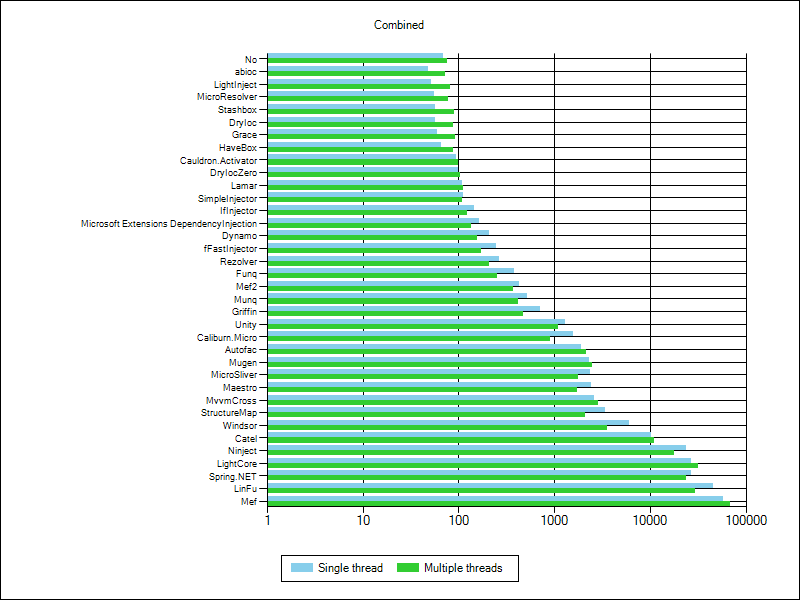 Combined
No
abioc
LightInject
MicroResolver
Stashbox
DryIoc
Grace
HaveBox
Cauldron.Activator
DryIocZero
Lamar
SimpleInjector
IfInjector
Microsoft Extensions DependencyInjection
Dynamo
fFastInjector
Rezolver
Funq
Mef2
Munq
Griffin
Unity
Caliburn.Micro
Autofac
Mugen
MicroSliver
Maestro
MvvmCross
StructureMap
Windsor
Catel
Ninject
LightCore
Spring.NET
LinFu
Mef
1 10 100 1000 10000 100000
Single thread Multiple threads